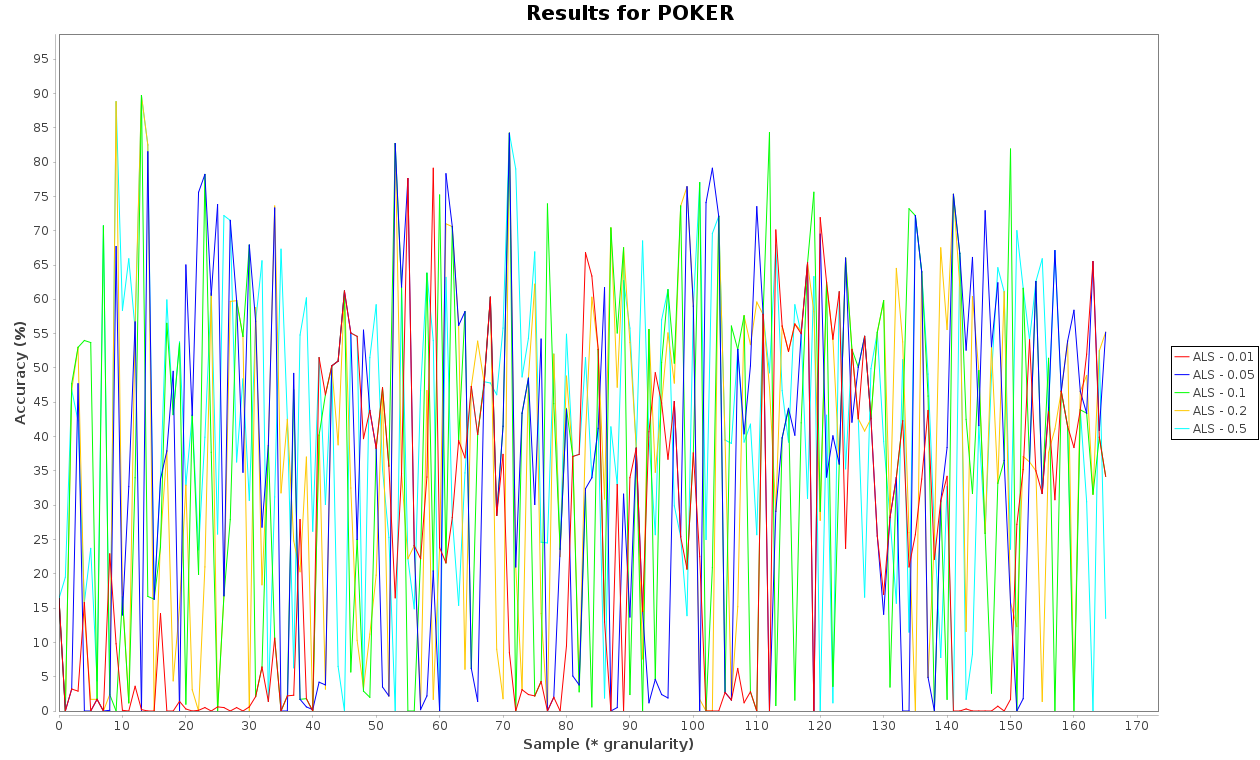 Results for POKER
Accuracy (%)
95
90
85
80
75
70
65
60
55
50
45
40
35
30
25
20
15
10
5
0
0 10 20 30 40 50 60 70 80 90 100 110 120 130 140 150 160 170
Sample (* granularity)
ALS - 0.01
ALS - 0.05
ALS - 0.1
ALS - 0.2
ALS - 0.5